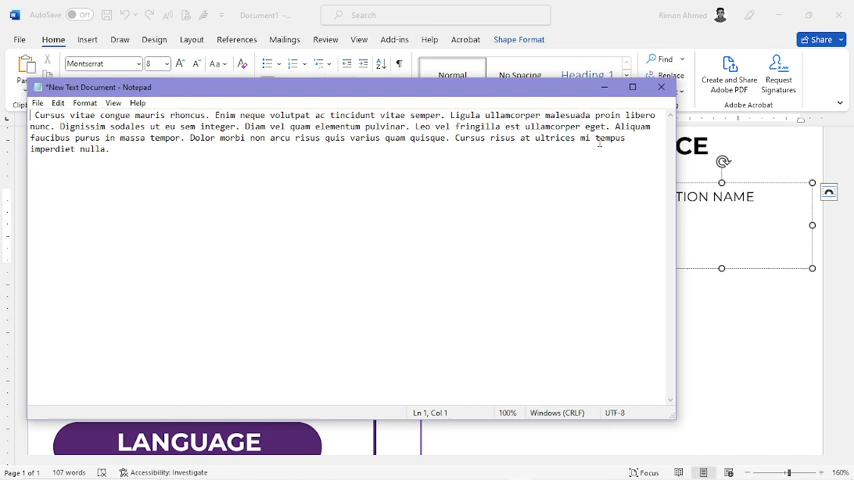 AutoSave Off Document1 -... Search Rimon Ahmed
File Home Insert Draw Design Layout References Mailings Review View Add-ins Help Acrobat Shape Format Share
Montserrat 8 Aa Find
Normal No Spacing Heading 1 Replace Create and Share Adobe PDF Request Signatures
Adobe Acrobat
*New Text Document - Notepad
File Edit Format View Help
Cursus vitae congue mauris rhoncus. Enim neque volutpat ac tincidunt vitae semper. Ligula ullamcorper malesuada proin libero
nunc. Dignissim sodales ut eu sem integer. Diam vel quam elementum pulvinar. Leo vel fringilla est ullamcorper eget. Aliquam
faucibus purus in massa tempor. Dolor morbi non arcu risus quis varius quam quisque. Cursus risus at ultrices mi tempus
imperdiet nulla.
CE
TION NAME
Ln 1, Col 1 100% Windows (CRLF) UTF-8
LANGUAGE
Page 1 of 1 107 words Accessibility: Investigate Focus 160%